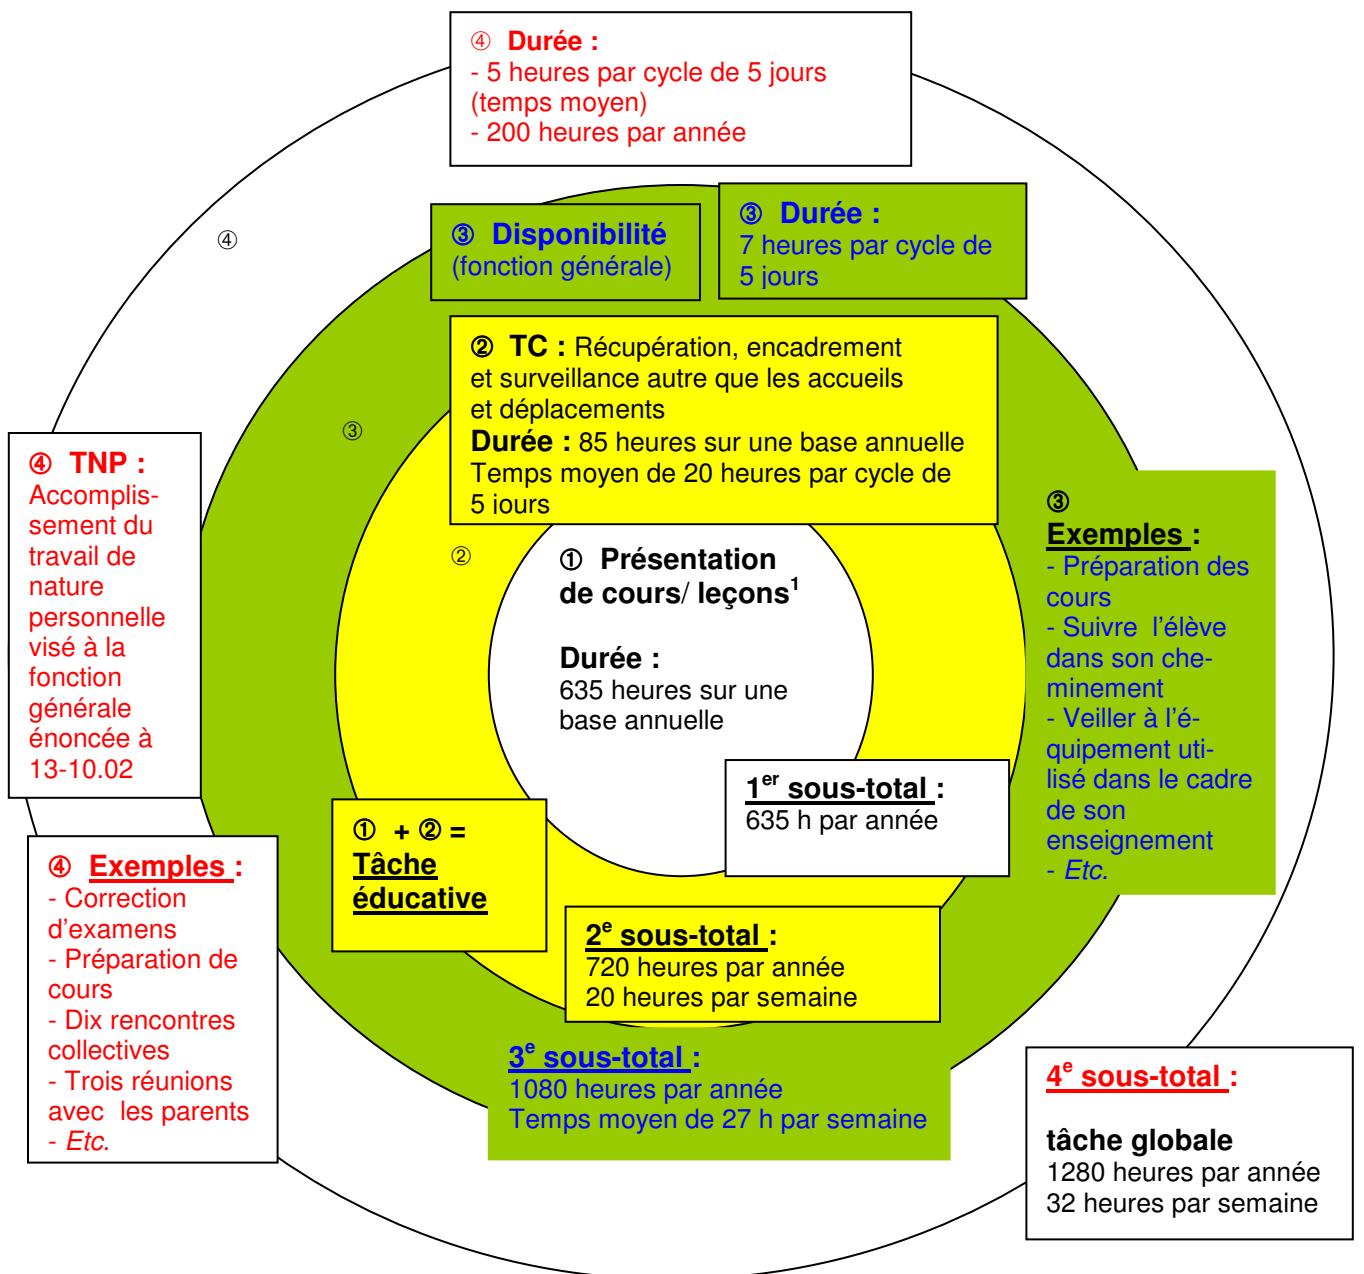 ④ Durée :
- 5 heures par cycle de 5 jours
(temps moyen)
- 200 heures par année
④
③ Disponibilité
(fonction générale)
③ Durée :
7 heures par cycle de
5 jours
② TC : Récupération, encadrement
et surveillance autre que les accueils
et déplacements
Durée : 85 heures sur une base annuelle
Temps moyen de 20 heures par cycle de
5 jours
③
④ TNP :
Accomplis-
sement du
travail de
nature
personnelle
visé à la
fonction
générale
énoncée à
13-10.02
②
① Présentation
de cours/ leçons¹
Durée :
635 heures sur une
base annuelle
③
Exemples :
- Préparation des
cours
- Suivre l'élève
dans son che-
minement
- Veiller à l'é-
quipement uti-
lisé dans le cadre
de son
enseignement
- Etc.
1er sous-total :
635 h par année
① + ② =
Tâche
éducative
④ Exemples :
- Correction
d'examens
- Préparation de
cours
- Dix rencontres
collectives
- Trois réunions
avec les parents
- Etc.
2e sous-total :
720 heures par année
20 heures par semaine
3e sous-total :
1080 heures par année
Temps moyen de 27 h par semaine
4e sous-total :
tâche globale
1280 heures par année
32 heures par semaine